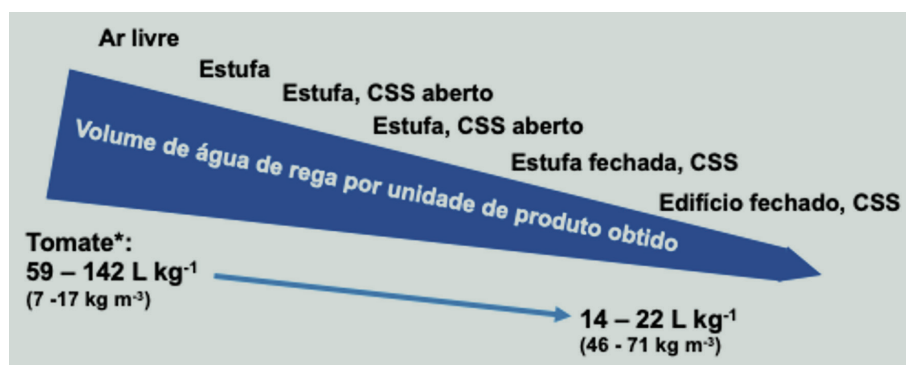 Ar livre
Estufa
Estufa, CSS aberto
Estufa, CSS aberto
Estufa fechada, CSS
Edifício fechado, CSS
Volume de água de rega por unidade de produto obtido
Tomate*:
59 – 142 L kg-1
(7 -17 kg m-3)
14 – 22 L kg-1
(46 - 71 kg m-3)